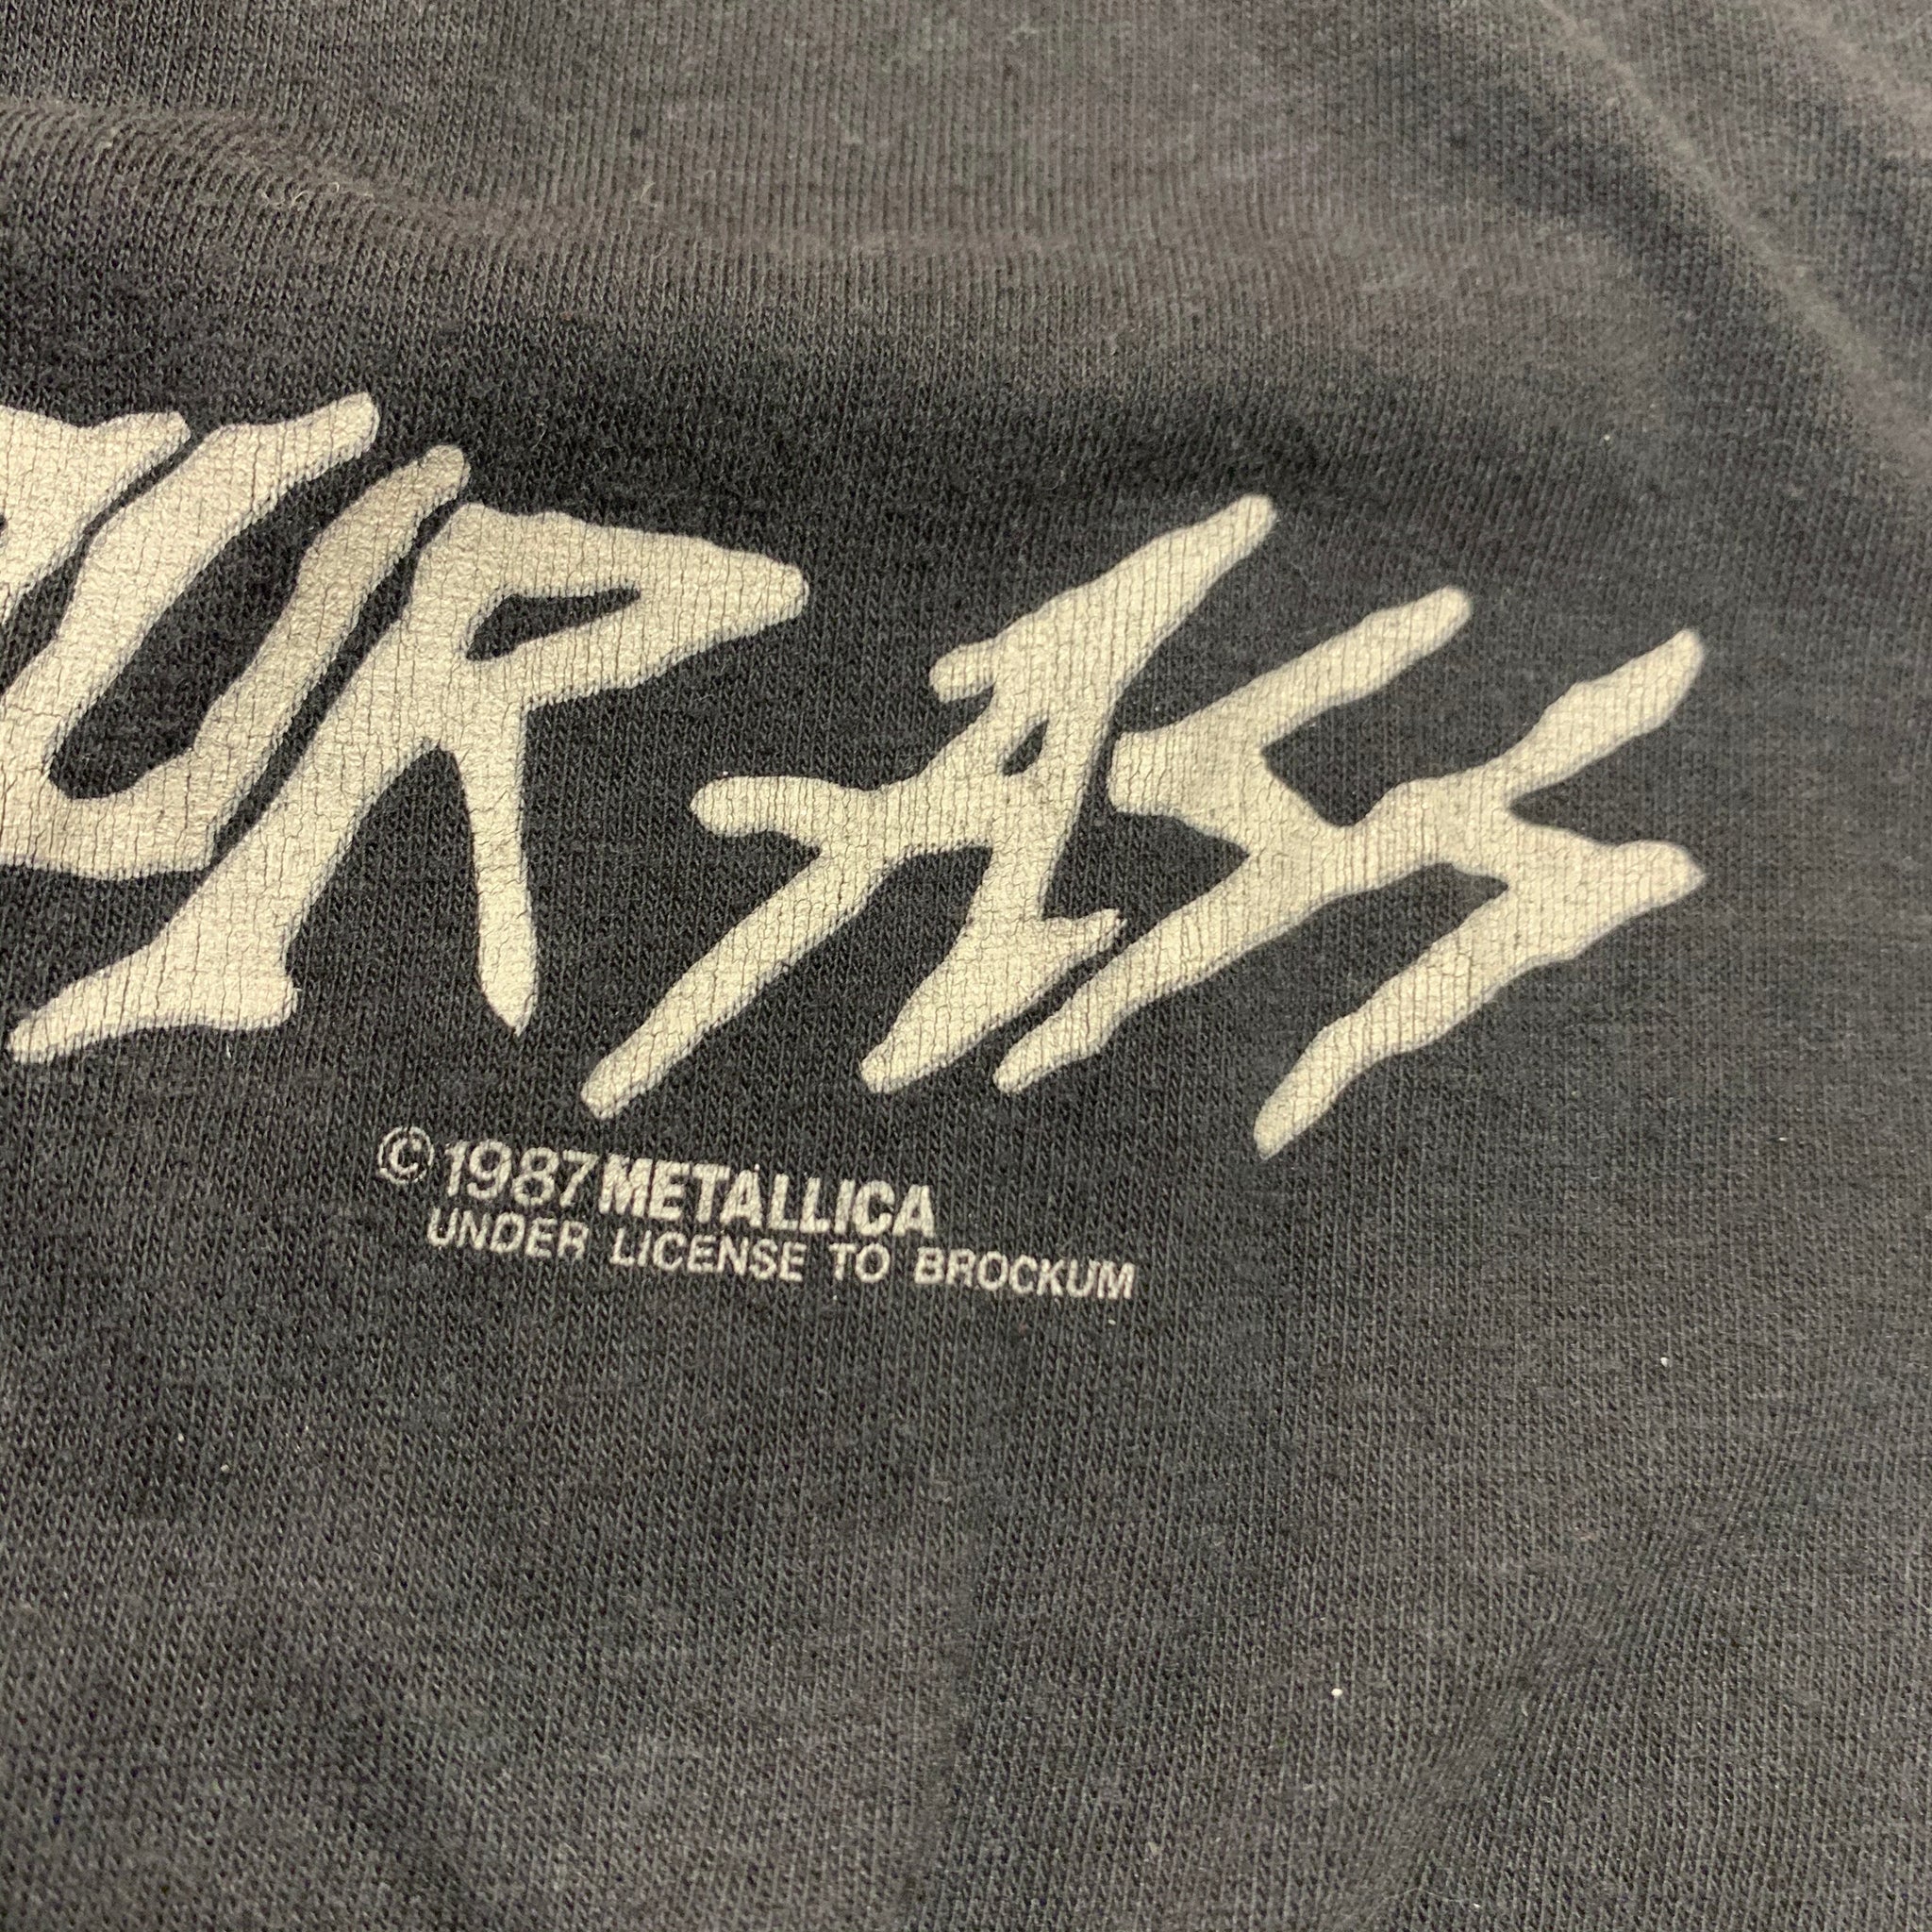 UR ASS
©1987 METALLICA
UNDER LICENSE TO BROCKUM